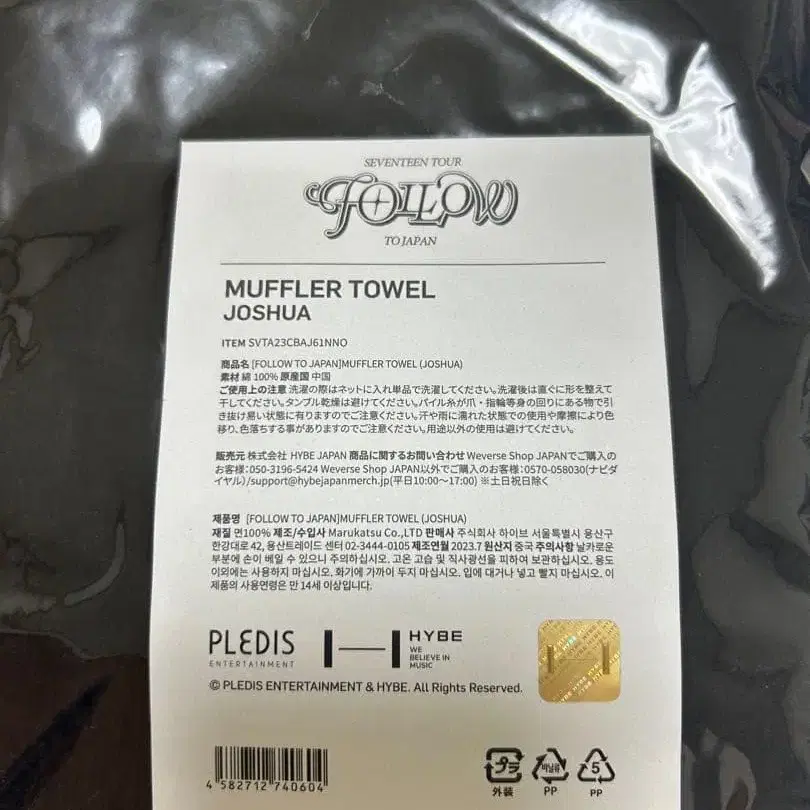 SEVENTEEN TOUR
FOLLOW
TO JAPAN
MUFFLER TOWEL
JOSHUA
ITEM SVTA23CBAJ61NNO
商品名 [FOLLOW TO JAPAN]MUFFLER TOWEL (JOSHUA)
素材 綿 100% 原産国 中国
ご使用上の注意 洗濯の際はネットに入れ単品で洗濯してください。洗濯後は直ぐに形を整えて
干してください。タンブル乾燥は避けてください。パイル糸が爪・指輪等身の回りにある物で引
き抜け易い状態に有りますのでご注意ください。汗や雨に濡れた状態での使用や摩擦により色
移り、色落ちする事がありますのでご注意ください。用途以外の使用は避けてください。
販売元 株式会社 HYBE JAPAN 商品に関するお問い合わせ Weverse Shop JAPANでご購入の
お客様:050-3196-5424 Weverse Shop JAPAN以外でご購入のお客様:0570-058030(ナビダ
イヤル)/support@hybejapanmerch.jp(平日10:00～17:00) ※土日祝日除く
제품명 [FOLLOW TO JAPAN]MUFFLER TOWEL (JOSHUA)
재질 면100% 제조/수입사 Marukatsu Co.,LTD 판매사 주식회사 하이브 서울특별시 용산구
한강대로 42, 용산트레이드 센터 02-3444-0105 제조연월 2023.7 원산지 중국 주의사항 날카로운
부분에 손이 베일 수 있으니 주의하십시오. 고온 고습 및 직사광선을 피하여 보관하십시오. 용도
이외에는 사용하지 마십시오. 화기에 가까이 두지 마십시오. 입에 대거나 넣고 빨지 마십시오. 이
제품의 사용연령은 만 14세 이상입니다.
PLEDIS
ENTERTAINMENT
HYBE
WE
BELIEVE IN
MUSIC
© PLEDIS ENTERTAINMENT & HYBE. All Rights Reserved.
4 582712 740604
プラ
外装
비닐류
PP
5
PP